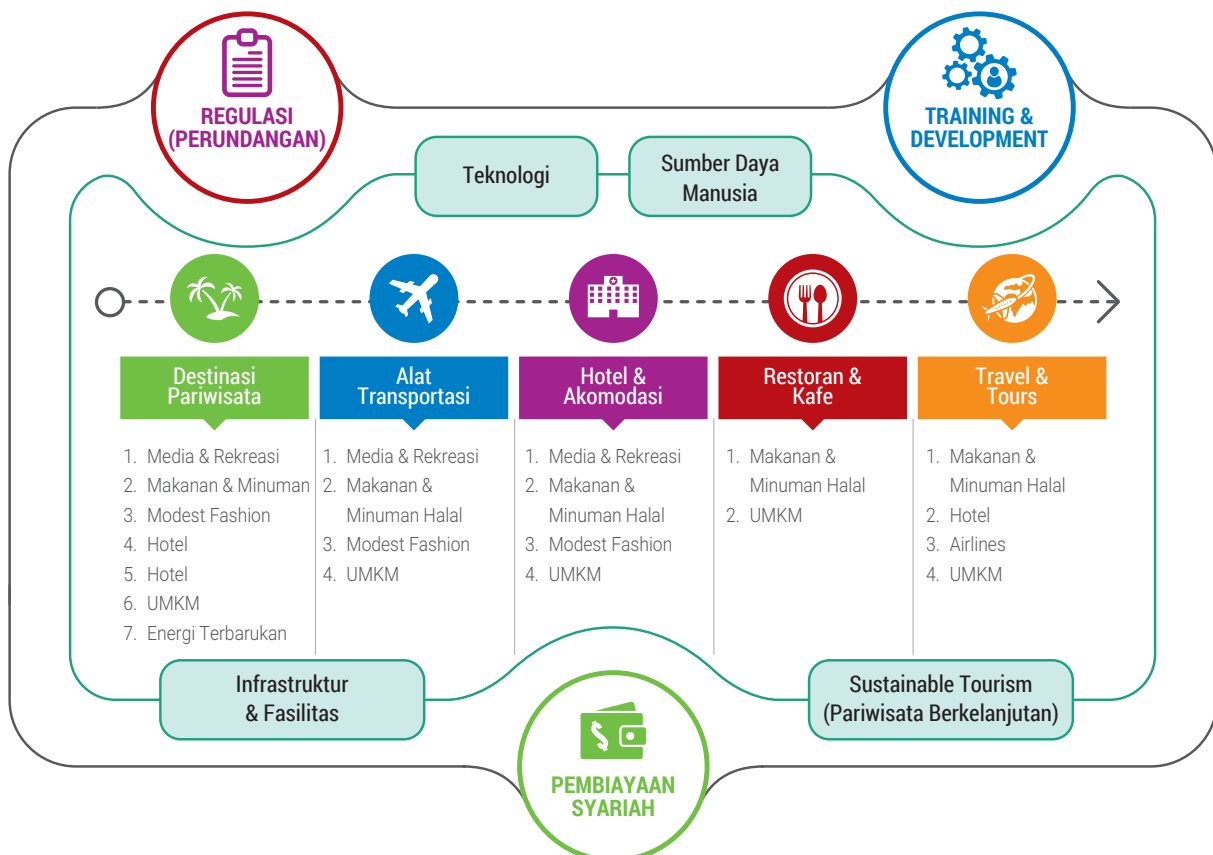 REGULASI
(PERUNDANGAN)
TRAINING &
DEVELOPMENT
Teknologi
Sumber Daya
Manusia
Destinasi
Pariwisata
1. Media & Rekreasi
2. Makanan & Minuman
3. Modest Fashion
4. Hotel
5. Hotel
6. UMKM
7. Energi Terbarukan
Alat
Transportasi
1. Media & Rekreasi
2. Makanan &
Minuman Halal
3. Modest Fashion
4. UMKM
Hotel &
Akomodasi
1. Media & Rekreasi
2. Makanan &
Minuman Halal
3. Modest Fashion
4. UMKM
Restoran &
Kafe
1. Makanan &
Minuman Halal
2. UMKM
Travel &
Tours
1. Makanan &
Minuman Halal
2. Hotel
3. Airlines
4. UMKM
Infrastruktur
& Fasilitas
Sustainable Tourism
(Pariwisata Berkelanjutan)
PEMBIAYAAN
SYARIAH